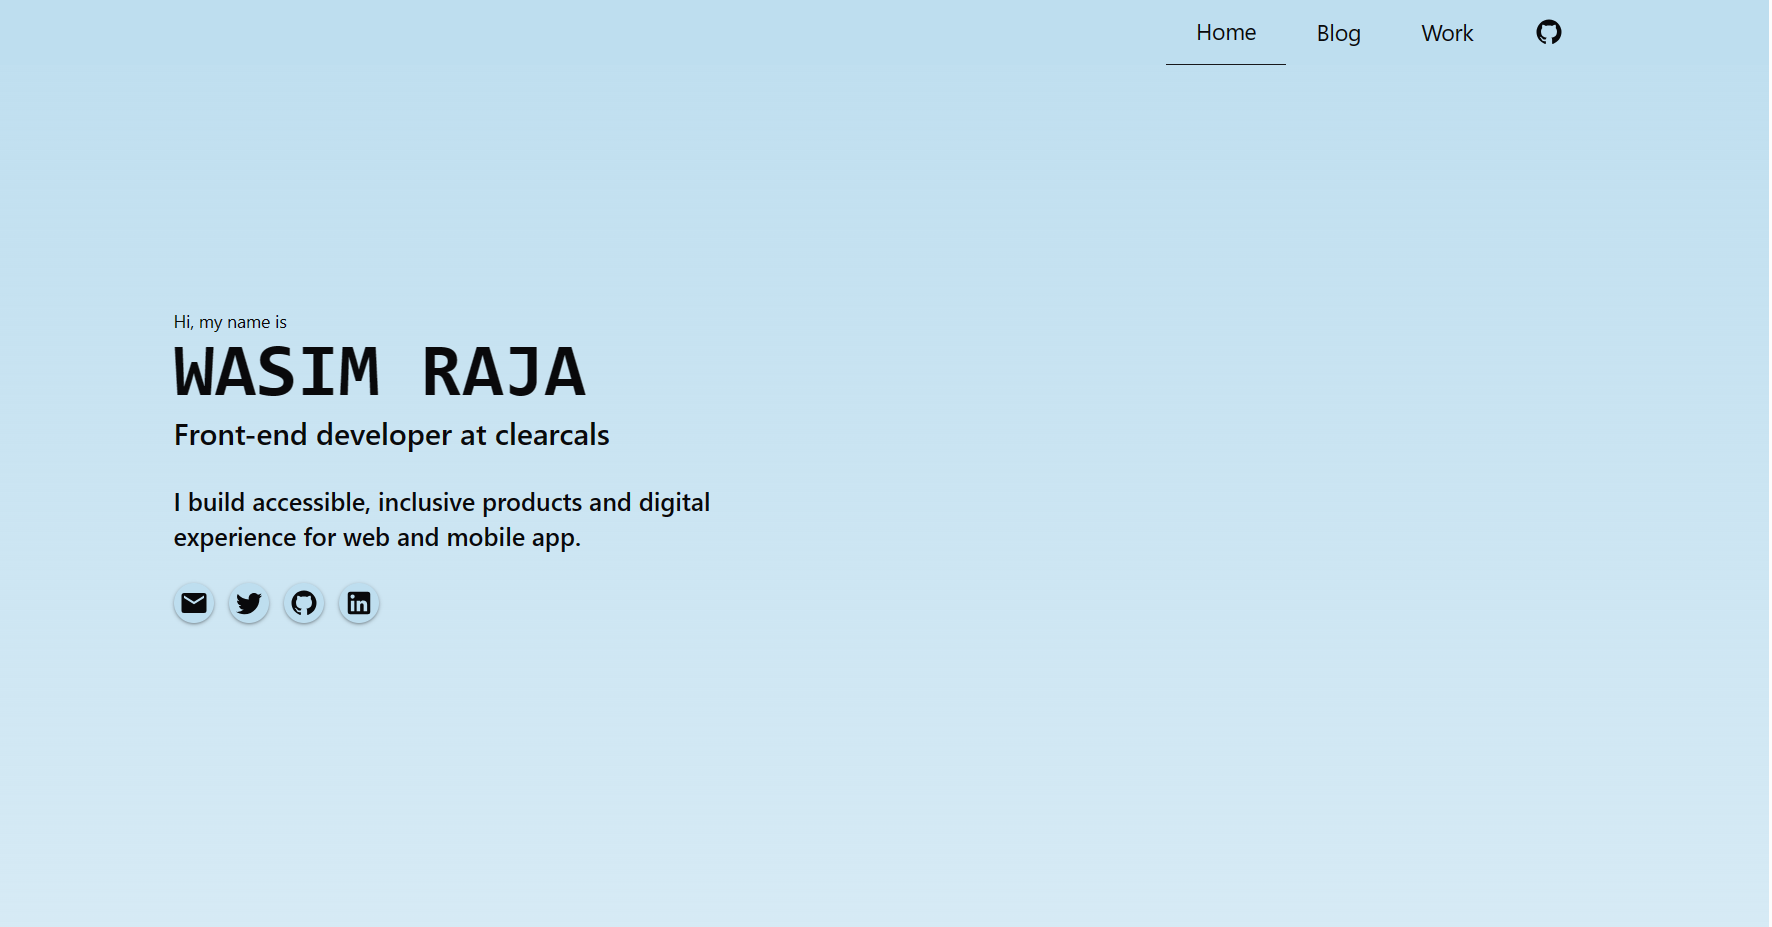 Home Blog Work
Hi, my name is
WASIM RAJA
Front-end developer at clearcals
I build accessible, inclusive products and digital
experience for web and mobile app.
in